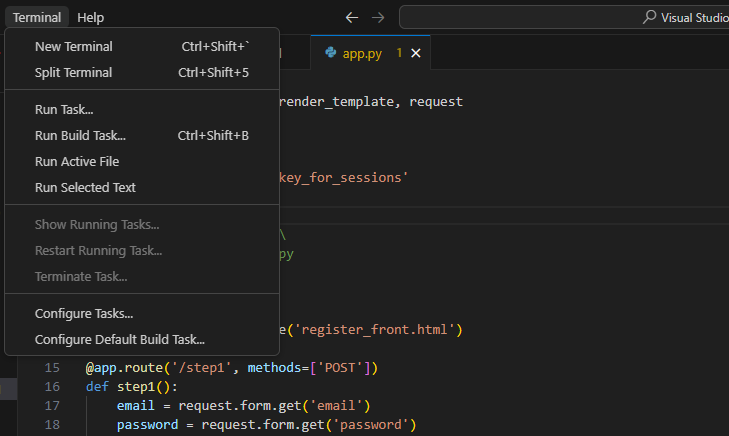 Terminal Help
Visual Studio
New Terminal Ctrl+Shift+`
Split Terminal Ctrl+Shift+5
app.py 1
Run Task...
render_template, request
Run Build Task... Ctrl+Shift+B
Run Active File
key_for_sessions'
Run Selected Text
Show Running Tasks...
\
Restart Running Task...
py
Terminate Task...
Configure Tasks...
e('register_front.html')
Configure Default Build Task...
15 @app.route('/step1', methods=['POST'])
16 def step1():
17 email = request.form.get('email')
18 password = request.form.get('password')